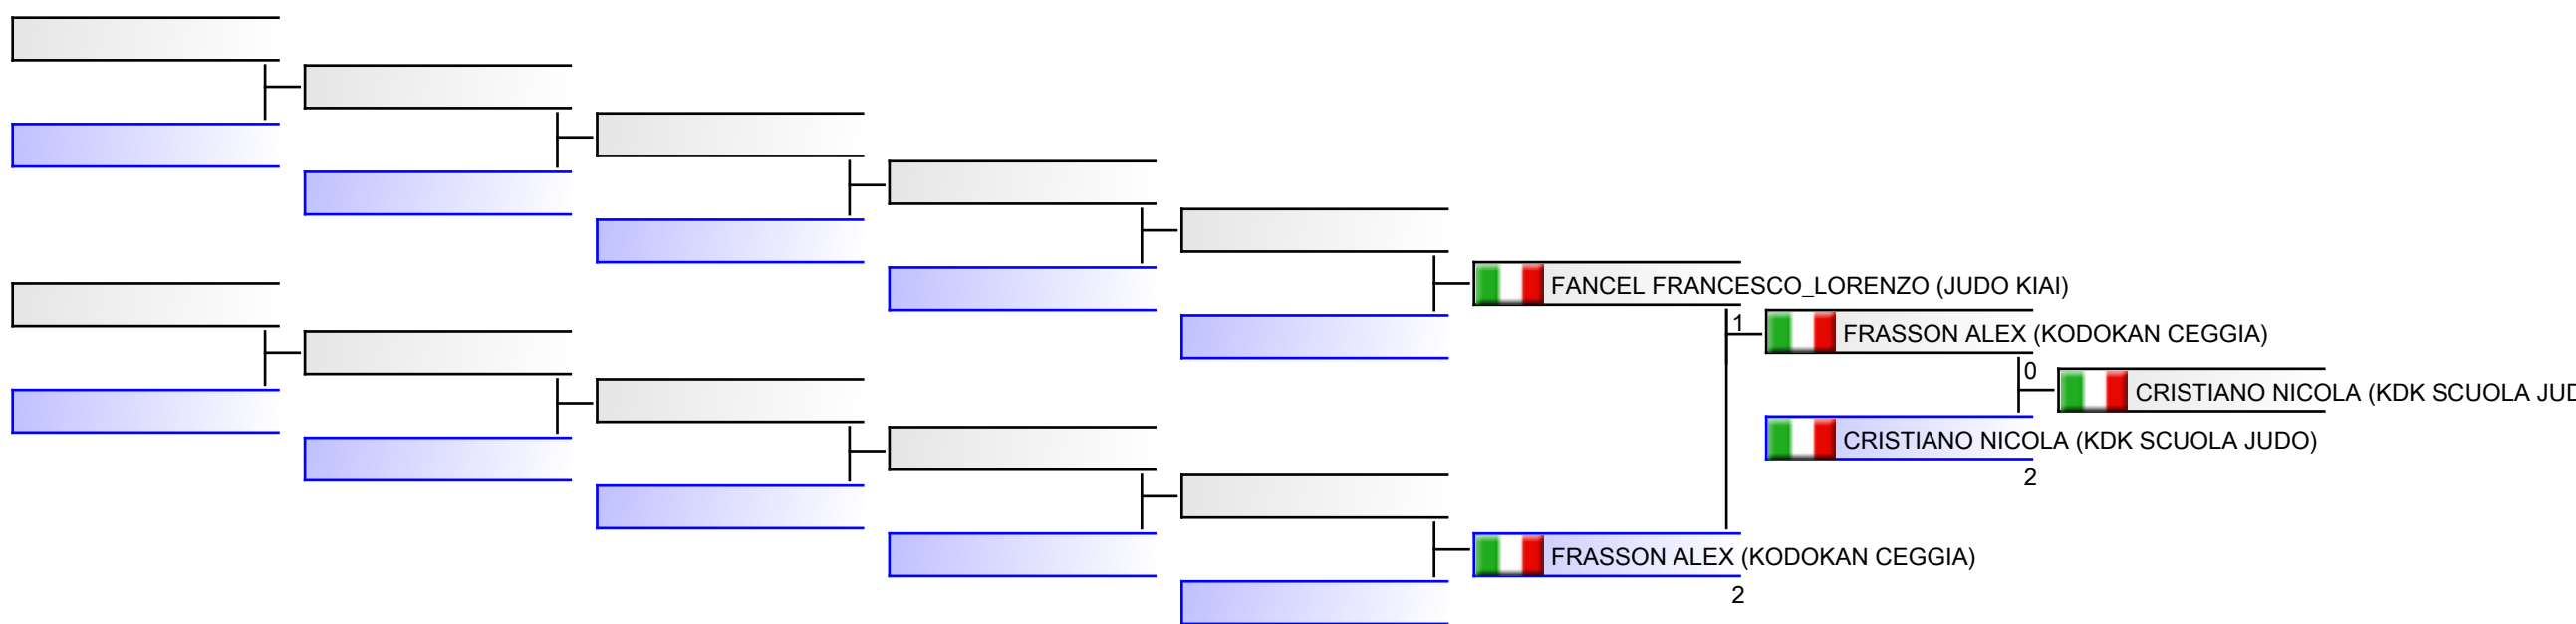 FANCEL FRANCESCO_LORENZO (JUDO KIAI)
1
FRASSON ALEX (KODOKAN CEGGIA)
0
CRISTIANO NICOLA (KDK SCUOLA JUD
CRISTIANO NICOLA (KDK SCUOLA JUDO)
2
FRASSON ALEX (KODOKAN CEGGIA)
2